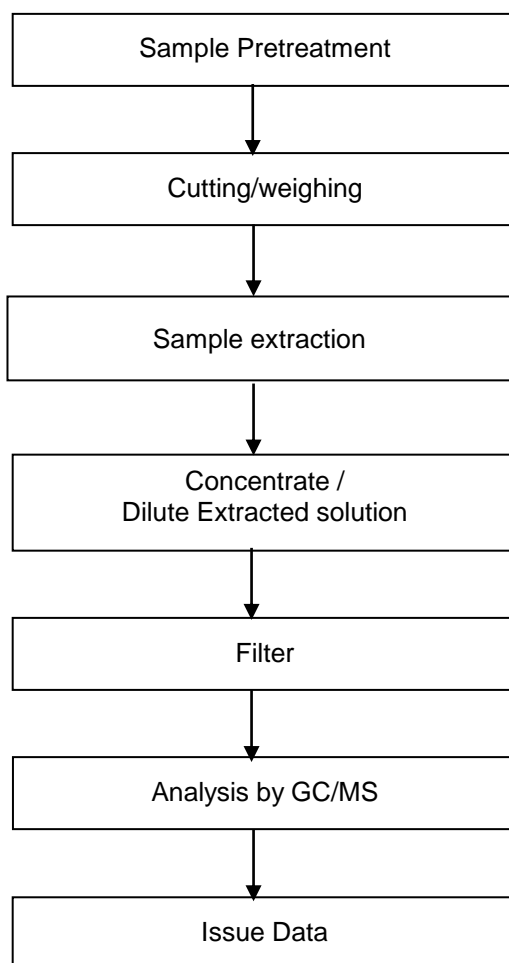 Sample Pretreatment
Cutting/weighing
Sample extraction
Concentrate /
Dilute Extracted solution
Filter
Analysis by GC/MS
Issue Data